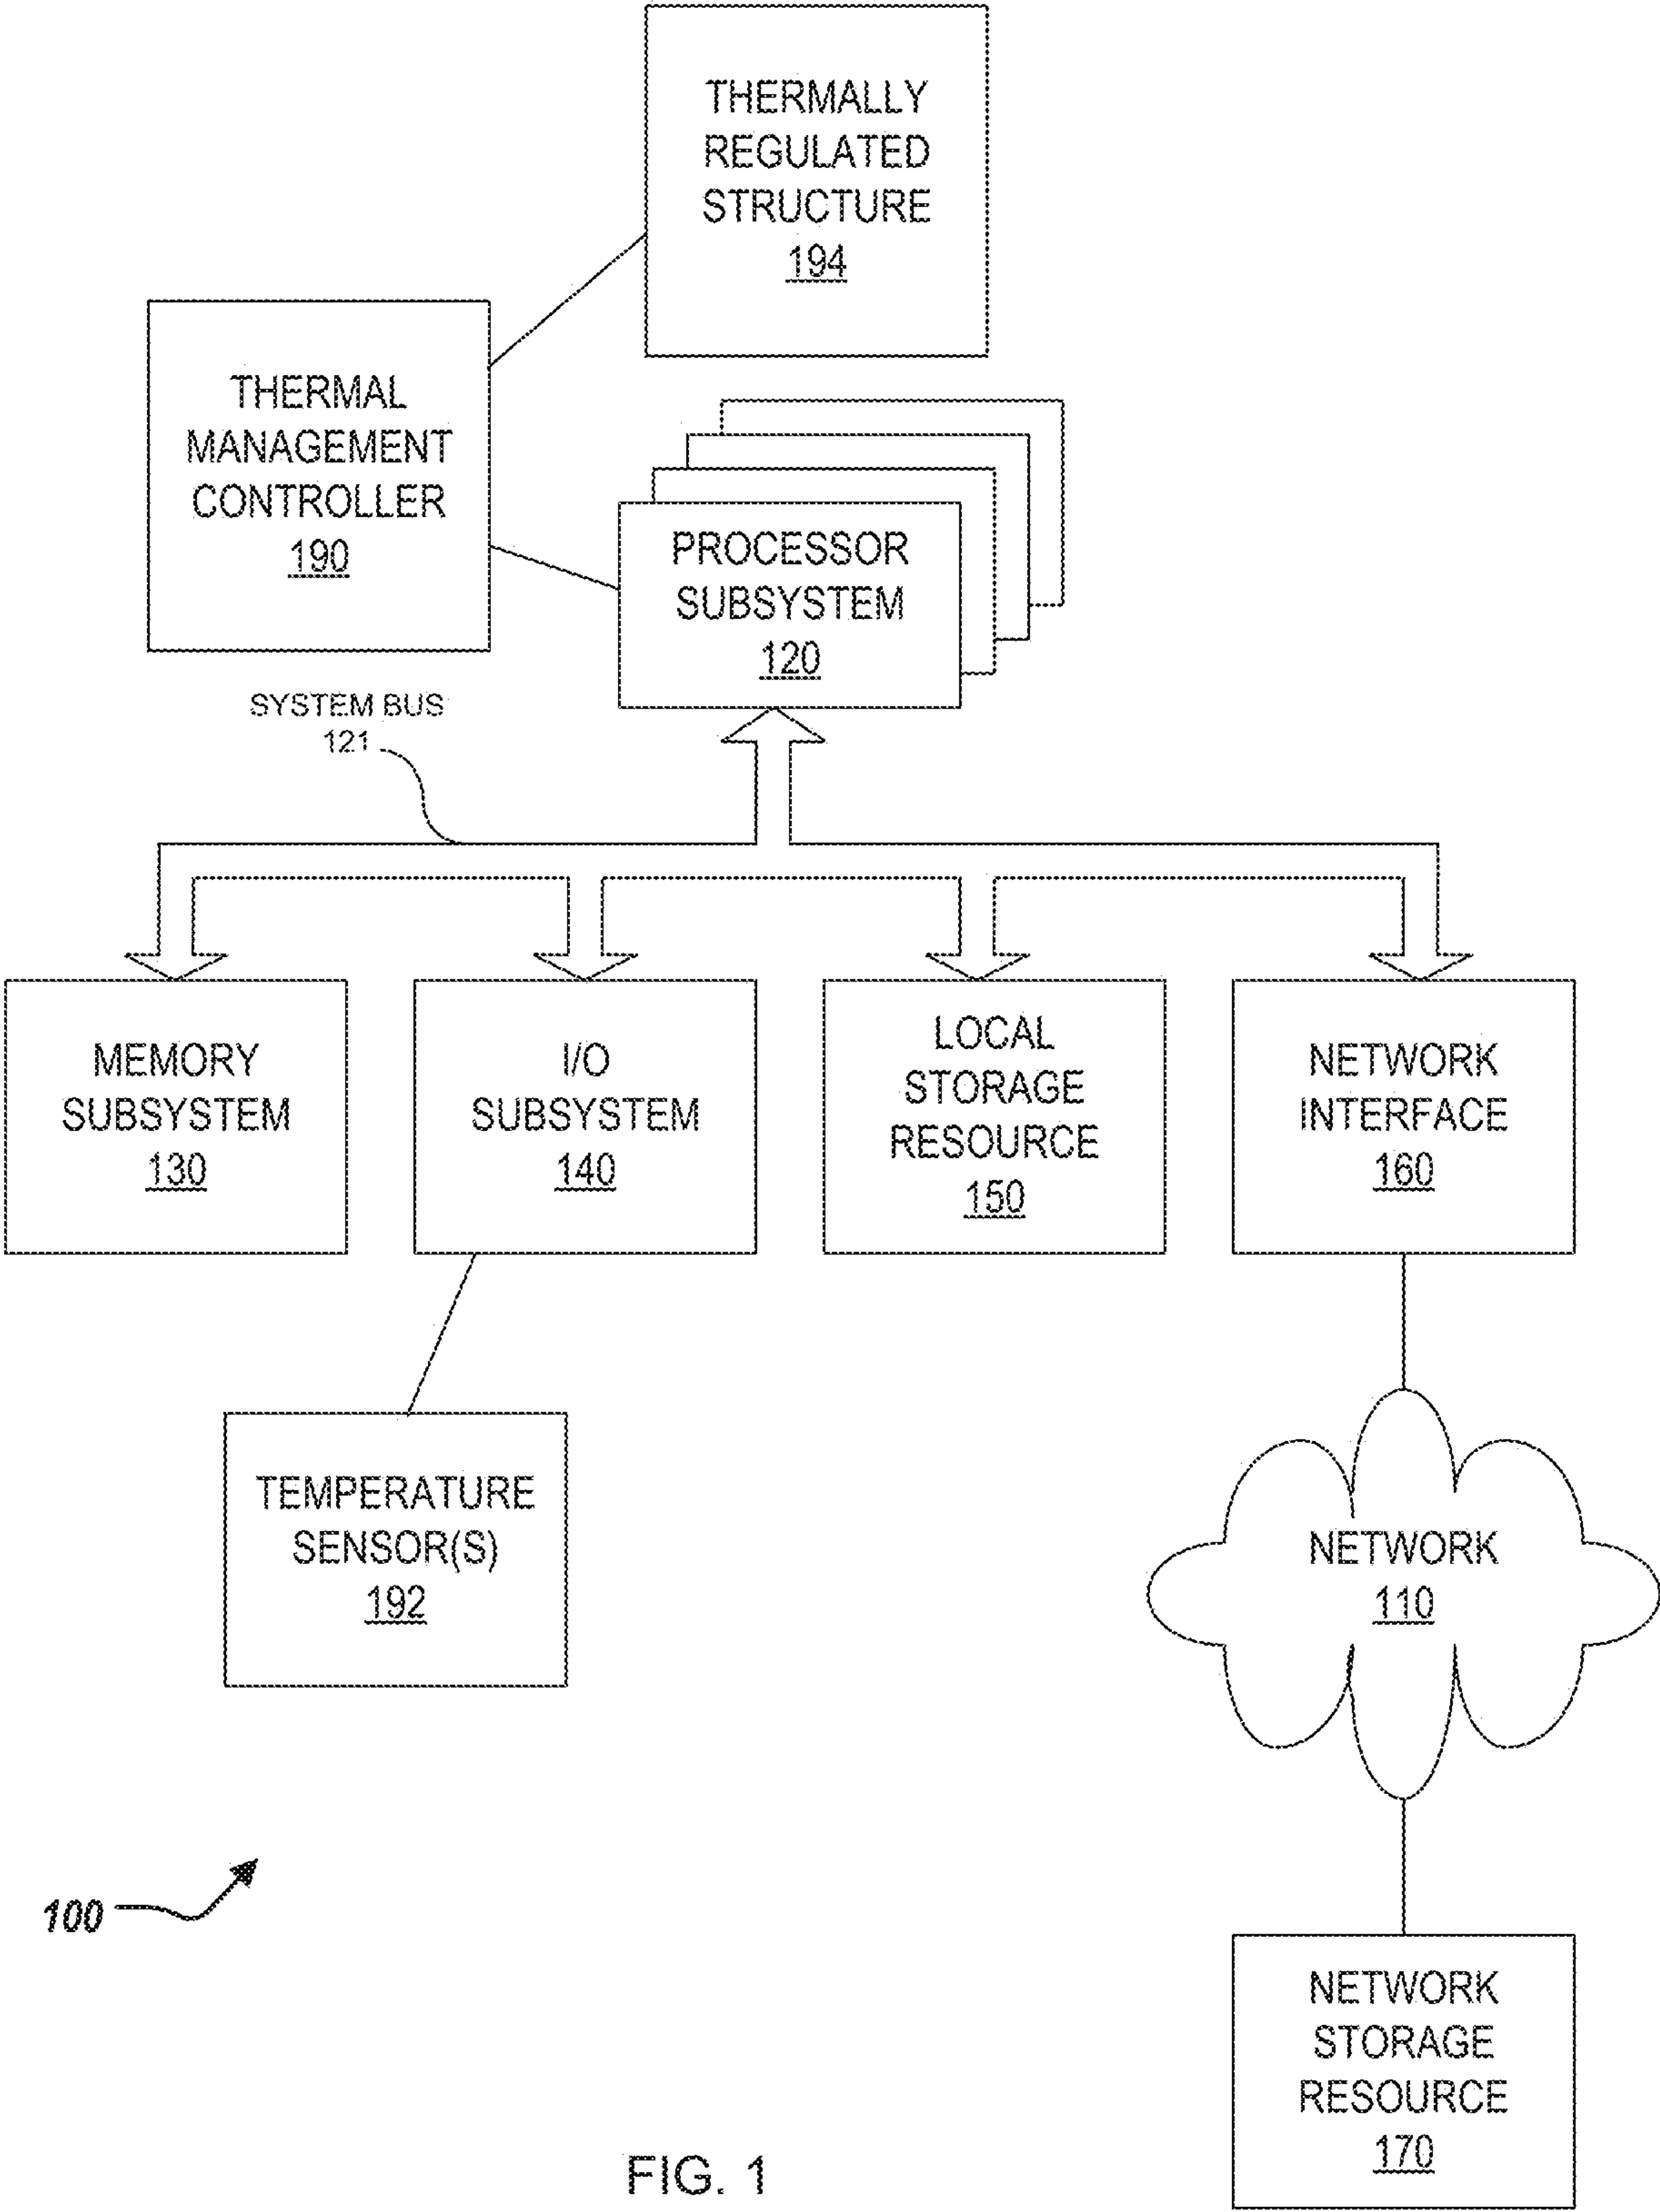 THERMALLY
REGULATED
STRUCTURE
194
THERMAL
MANAGEMENT
CONTROLLER
190
PROCESSOR
SUBSYSTEM
120
SYSTEM BUS
121
MEMORY
SUBSYSTEM
130
I/O
SUBSYSTEM
140
LOCAL
STORAGE
RESOURCE
150
NETWORK
INTERFACE
160
TEMPERATURE
SENSOR(S)
192
NETWORK
110
100
NETWORK
STORAGE
RESOURCE
170
FIG. 1